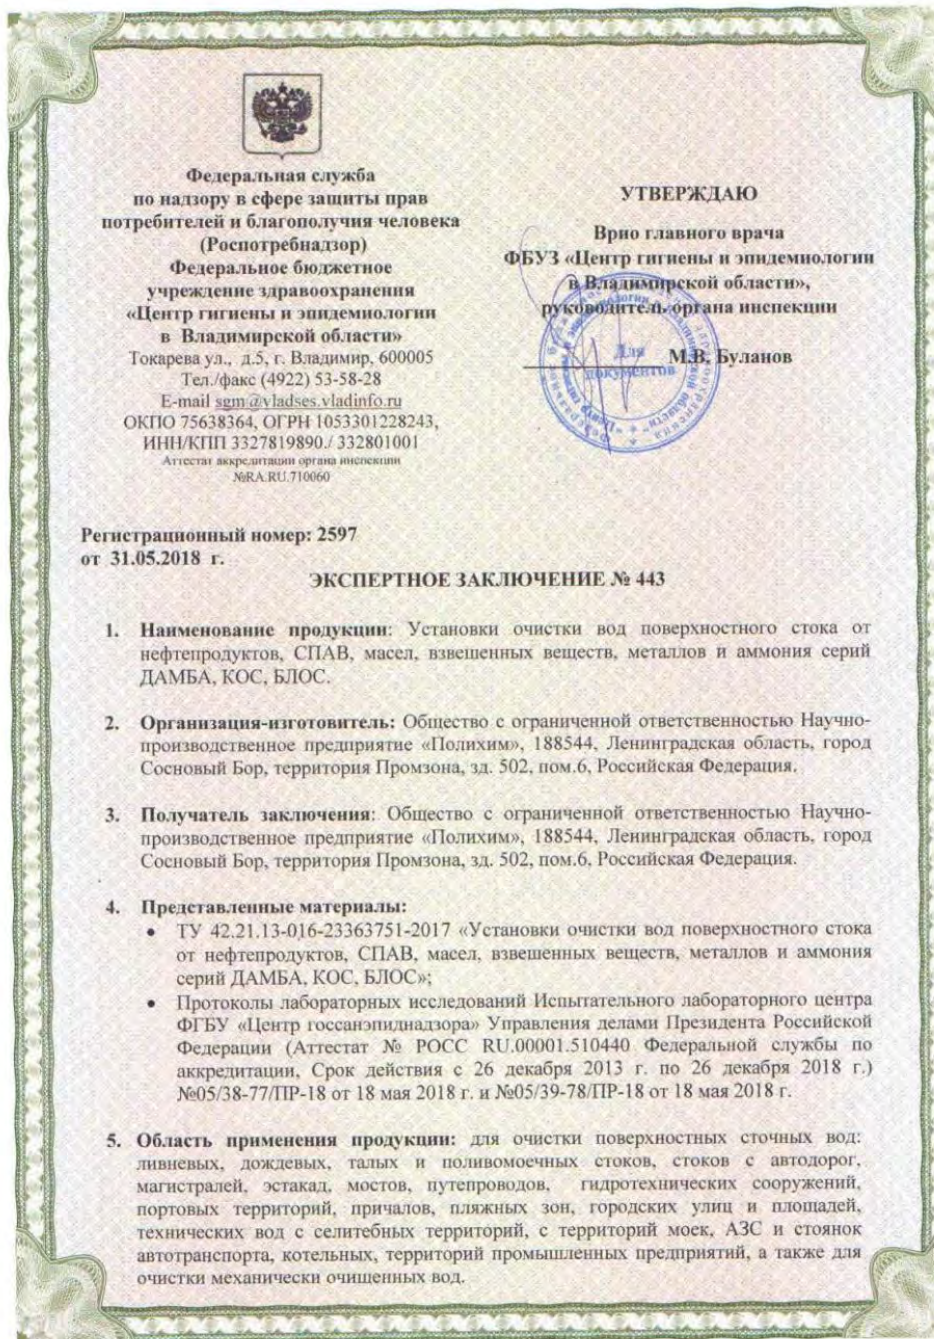 Федеральная служба
по надзору в сфере защиты прав
потребителей и благополучия человека
(Роспотребнадзор)
Федеральное бюджетное
учреждение здравоохранения
«Центр гигиены и эпидемиологии
в Владимирской области»
Токарева ул., д.5, г. Владимир, 600005
Тел./факс (4922) 53-58-28
E-mail sgm@vladses.vladinfo.ru
ОКПО 75638364, ОГРН 1053301228243,
ИНН/КПП 3327819890./ 332801001
Аттестат аккредитации органа инспекции
№RA.RU.710060
УТВЕРЖДАЮ
Врио главного врача
ФБУЗ «Центр гигиены и эпидемиологии
в Владимирской области»,
руководитель органа инспекции
М.В. Буланов
Для
документов
Регистрационный номер: 2597
от 31.05.2018 г.
ЭКСПЕРТНОЕ ЗАКЛЮЧЕНИЕ № 443
1. Наименование продукции: Установки очистки вод поверхностного стока от
нефтепродуктов, СПАВ, масел, взвешенных веществ, металлов и аммония серий
ДАМБА, КОС, БЛОС.
2. Организация-изготовитель: Общество с ограниченной ответственностью Научно-
производственное предприятие «Полихим», 188544, Ленинградская область, город
Сосновый Бор, территория Промзона, зд. 502, пом.6, Российская Федерация.
3. Получатель заключения: Общество с ограниченной ответственностью Научно-
производственное предприятие «Полихим», 188544, Ленинградская область, город
Сосновый Бор, территория Промзона, зд. 502, пом.6, Российская Федерация.
4. Представленные материалы:
• ТУ 42.21.13-016-23363751-2017 «Установки очистки вод поверхностного стока
от нефтепродуктов, СПАВ, масел, взвешенных веществ, металлов и аммония
серий ДАМБА, КОС, БЛОС»;
• Протоколы лабораторных исследований Испытательного лабораторного центра
ФГБУ «Центр госсанэпиднадзора» Управления делами Президента Российской
Федерации (Аттестат № РОСС RU.00001.510440 Федеральной службы по
аккредитации, Срок действия с 26 декабря 2013 г. по 26 декабря 2018 г.)
№05/38-77/ПР-18 от 18 мая 2018 г. и №05/39-78/ПР-18 от 18 мая 2018 г.
5. Область применения продукции: для очистки поверхностных сточных вод:
ливневых, дождевых, талых и поливомоечных стоков, стоков с автодорог,
магистралей, эстакад, мостов, путепроводов, гидротехнических сооружений,
портовых территорий, причалов, пляжных зон, городских улиц и площадей,
технических вод с селитебных территорий, с территорий моек, АЗС и стоянок
автотранспорта, котельных, территорий промышленных предприятий, а также для
очистки механически очищенных вод.